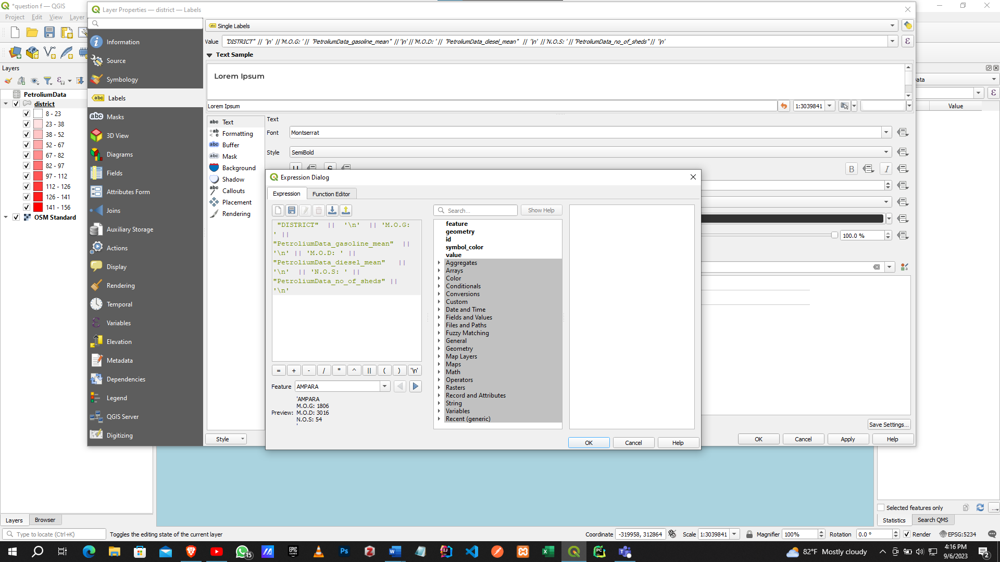 *question f — QGIS
Layer Properties — district — Labels
Project Edit View Layer
Single Labels
Information
Value "DISTRICT" || '\n' || 'M.O.G: ' || "PetroliumData_gasoline_mean" || '\n' || 'M.O.D: ' || "PetroliumData_diesel_mean" || '\n' || 'N.O.S: ' || "PetroliumData_no_of_sheds" || '\n'
Text Sample
Source
Layers
Lorem Ipsum
Symbology
ata
PetroliumData
Labels
district
Lorem Ipsum
1:3039841
Value
8 - 23
Masks
Text
Text
23 - 38
Formatting
Font Montserrat
38 - 52
3D View
52 - 67
Buffer
67 - 82
Diagrams
Mask
Style SemiBold
82 - 97
Background
U S B I
97 - 112
Fields
Shadow
Expression Dialog
112 - 126
Attributes Form
Callouts
Expression Function Editor
126 - 141
Placement
141 - 156
Joins
Rendering
Search... Show Help
OSM Standard
Auxiliary Storage
Actions
Display
Rendering
Temporal
Variables
Elevation
Metadata
Dependencies
Legend
QGIS Server
Digitizing
"DISTRICT" || '\n' || 'M.O.G:
' ||
"PetroliumData_gasoline_mean" ||
'\n' || 'M.O.D: ' ||
"PetroliumData_diesel_mean" ||
'\n' || 'N.O.S: ' ||
"PetroliumData_no_of_sheds" ||
'\n'
= + - / * ^ || ( ) '\n'
Feature AMPARA
Preview:
'AMPARA
M.O.G: 1806
M.O.D: 3016
N.O.S: 54
'
feature
geometry
id
symbol_color
value
Aggregates
Arrays
Color
Conditionals
Conversions
Custom
Date and Time
Fields and Values
Files and Paths
Fuzzy Matching
General
Geometry
Map Layers
Maps
Math
Operators
Rasters
Record and Attributes
String
Variables
Recent (generic)
OK Cancel Help
100.0 %
Save Settings...
Style
OK Cancel Apply Help
Selected features only
Layers Browser
Statistics Search QMS
Type to locate (Ctrl+K) Toggles the editing state of the current layer
Coordinate -319958, 312864 Scale 1:3039841 Magnifier 100% Rotation 0.0 ° Render EPSG:5234
15
EPIC GAMES
Ps
82°F Mostly cloudy
4:16 PM
9/6/2023
2